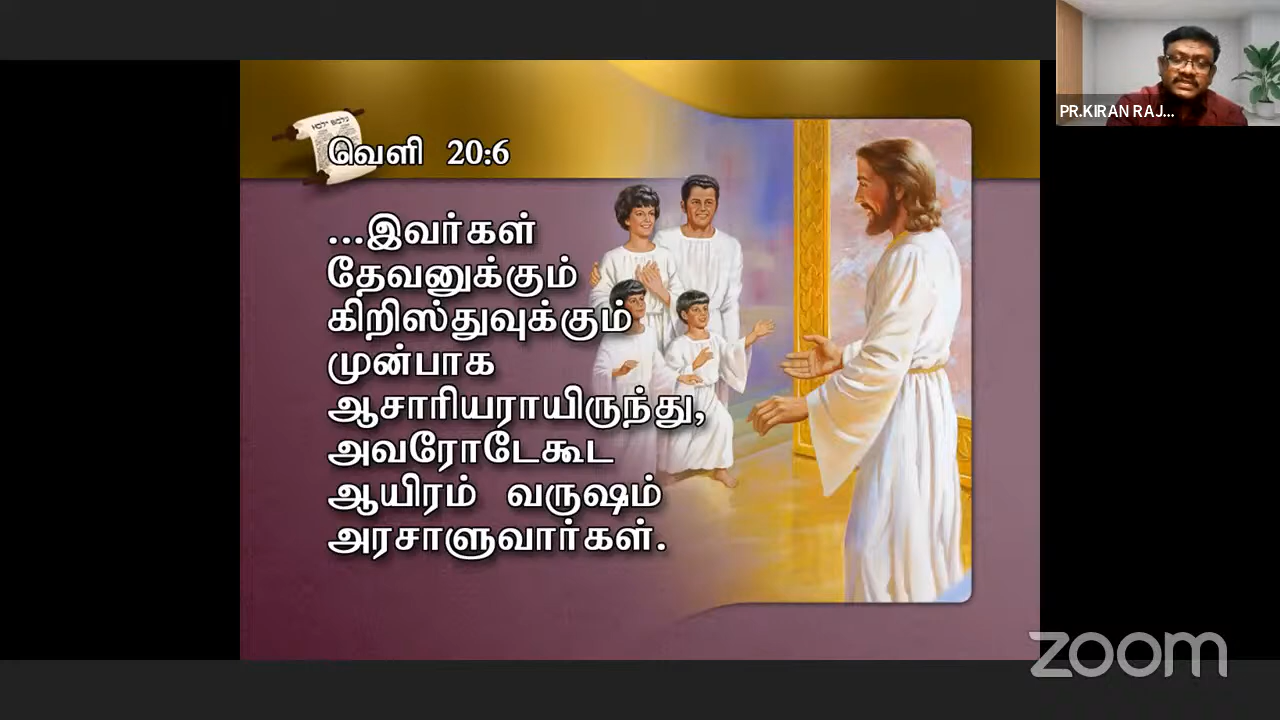 PR.KIRAN RAJ...
வெளி 20:6
...இவர்கள்
தேவனுக்கும்
கிறிஸ்துவுக்கும்
முன்பாக
ஆசாரியராயிருந்து,
அவரோடேகூட
ஆயிரம் வருஷம்
அரசாளுவார்கள்.
zoom